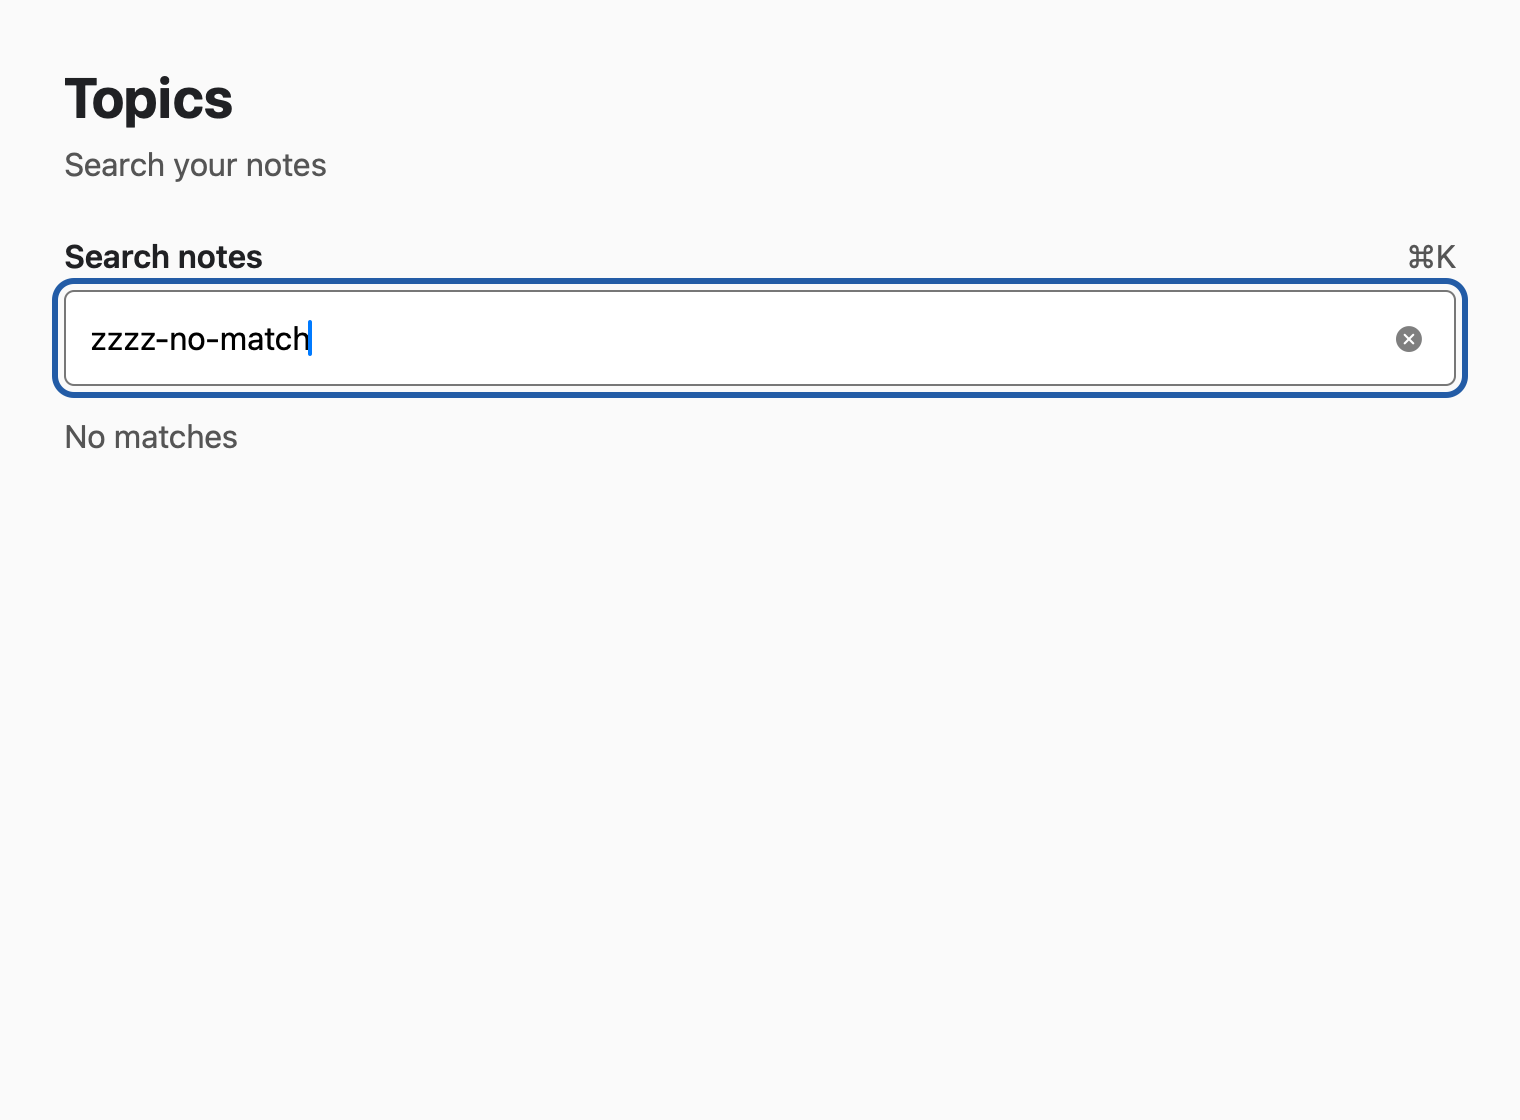 Topics
Search your notes
Search notes ⌘K
zzzz-no-match
No matches